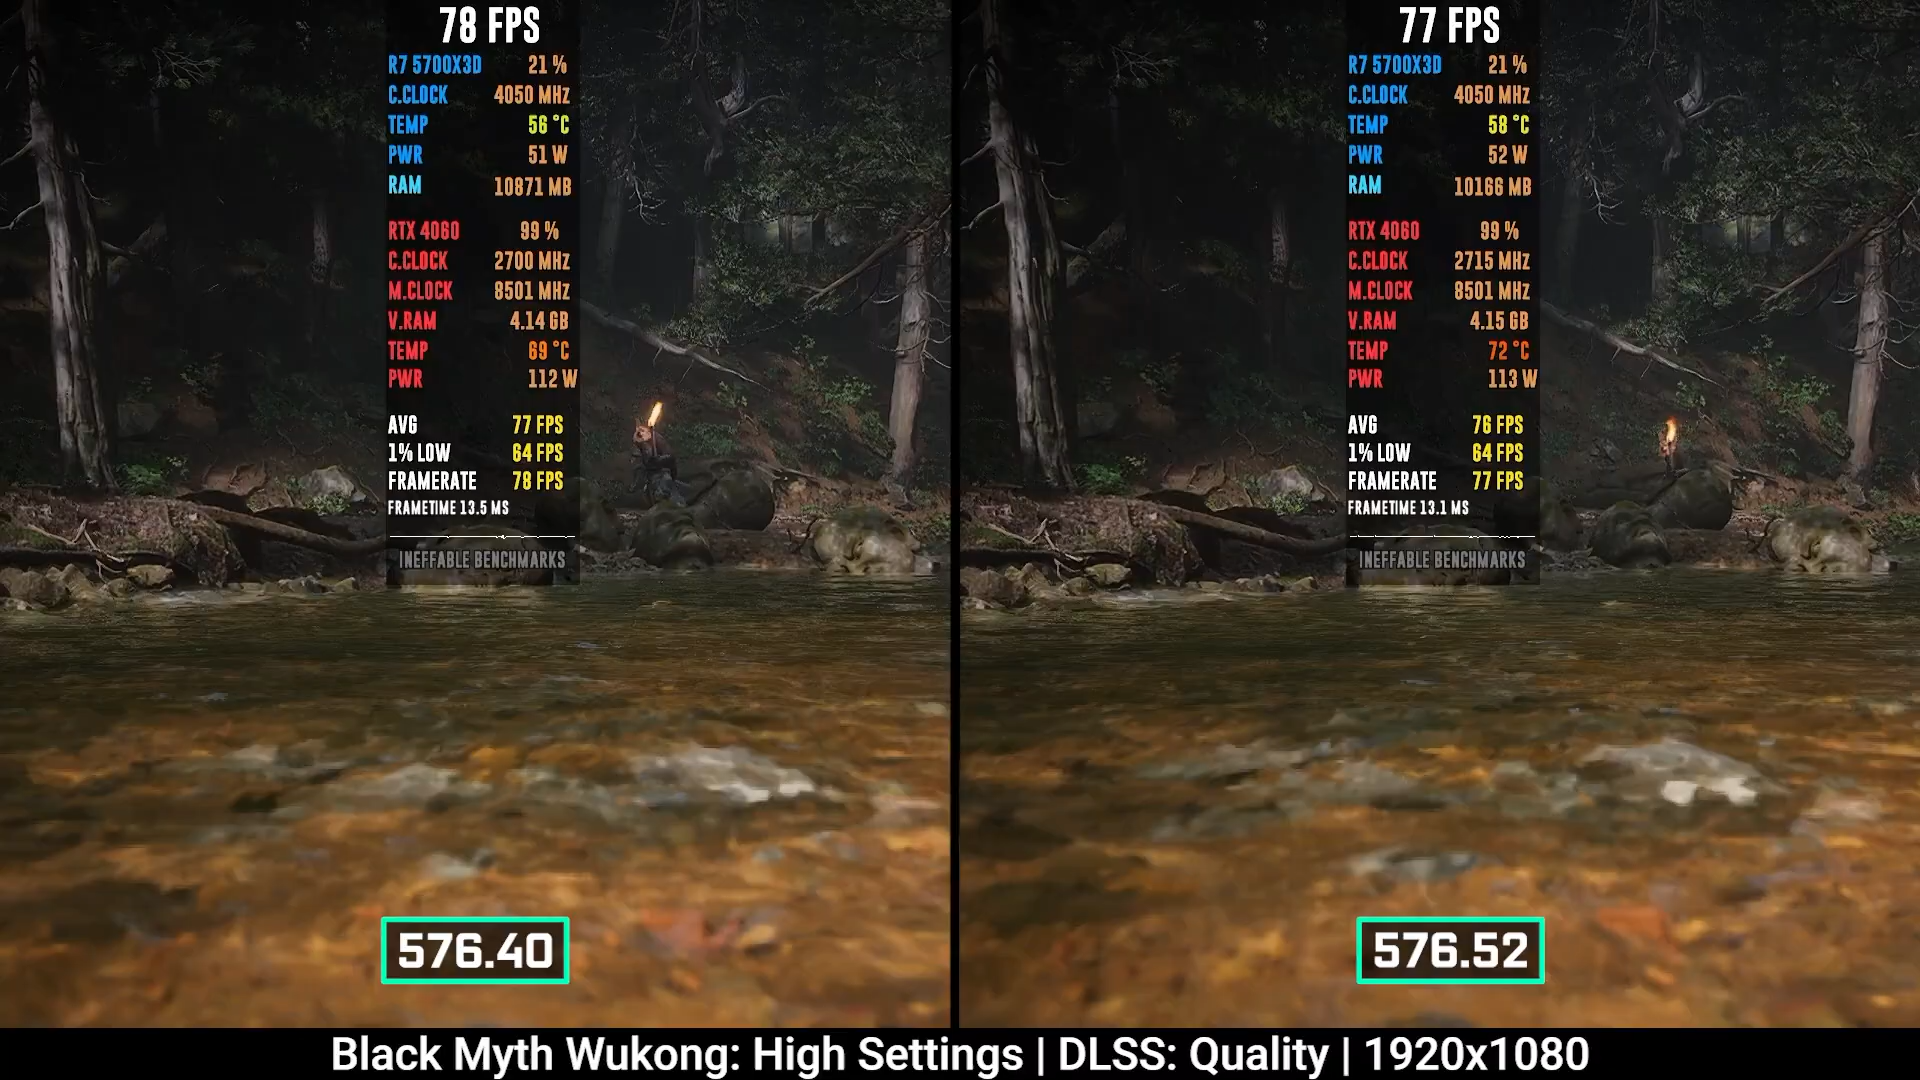 78 FPS
R7 5700X3D 21 %
C.CLOCK 4050 MHz
TEMP 56 °C
PWR 51 W
RAM 10871 MB
RTX 4060 99 %
C.CLOCK 2700 MHz
M.CLOCK 8501 MHz
V.RAM 4.14 GB
TEMP 69 °C
PWR 112 W
AVG 77 FPS
1% LOW 64 FPS
FRAMERATE 78 FPS
FRAMETIME 13.5 MS
INEFFABLE BENCHMARKS
576.40
77 FPS
R7 5700X3D 21 %
C.CLOCK 4050 MHz
TEMP 58 °C
PWR 52 W
RAM 10166 MB
RTX 4060 99 %
C.CLOCK 2715 MHz
M.CLOCK 8501 MHz
V.RAM 4.15 GB
TEMP 72 °C
PWR 113 W
AVG 76 FPS
1% LOW 64 FPS
FRAMERATE 77 FPS
FRAMETIME 13.1 MS
INEFFABLE BENCHMARKS
576.52
Black Myth Wukong: High Settings | DLSS: Quality | 1920x1080